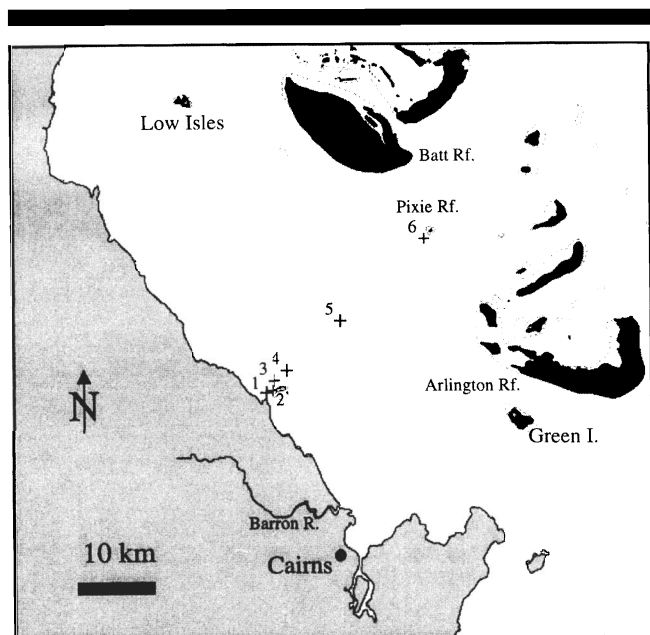 Low Isles
Batt Rf.
Pixie Rf.
6
5
4
3
1
2
Arlington Rf.
Green I.
N
Barron R.
10 km
Cairns